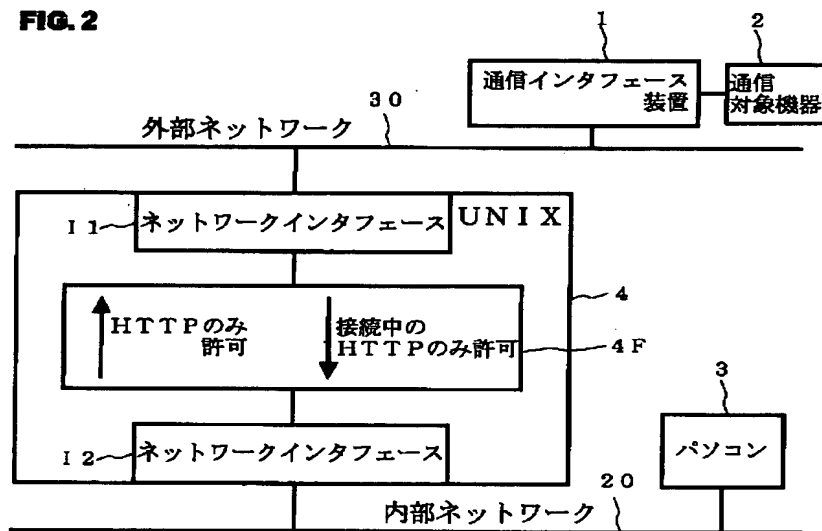 FIG. 2
1
2
通信インタフェース
装置
通信
対象機器
30
外部ネットワーク
I1
ネットワークインタフェース
UNIX
4
HTTPのみ
許可
接続中の
HTTPのみ許可
4F
3
パソコン
I2
ネットワークインタフェース
20
内部ネットワーク